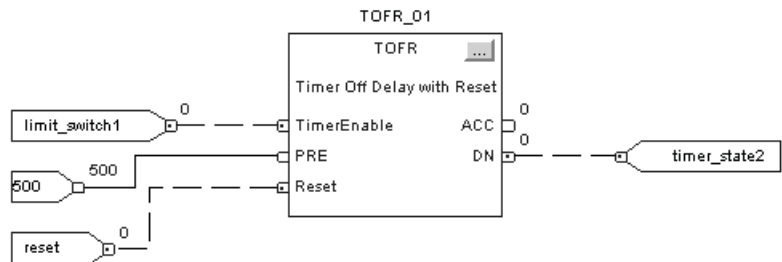 TOFR_01
TOFR
...
Timer Off Delay with Reset
0
limit_switch1
TimerEnable
ACC
0
0
500
500
PRE
DN
timer_state2
Reset
0
reset